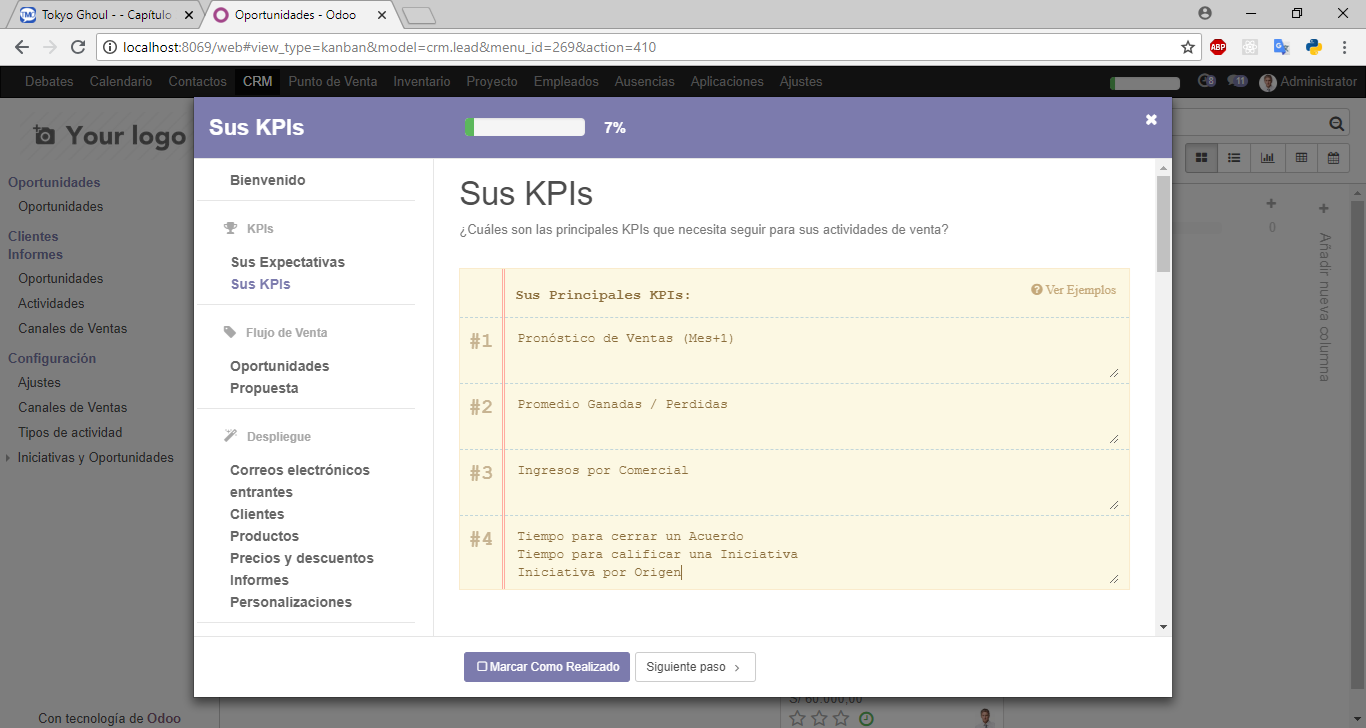 Tokyo Ghoul - - Capítulo
Oportunidades - Odoo
localhost:8069/web#view_type=kanban&model=crm.lead&menu_id=269&action=410
ABP
Debates Calendario Contactos CRM Punto de Venta Inventario Proyecto Empleados Ausencias Aplicaciones Ajustes
8 11 Administrator
Your logo
Oportunidades
Oportunidades
Clientes
Informes
Oportunidades
Actividades
Canales de Ventas
Configuración
Ajustes
Canales de Ventas
Tipos de actividad
Iniciativas y Oportunidades
Con tecnología de Odoo
Sus KPIs 7%
Bienvenido
KPIs
Sus Expectativas
Sus KPIs
Flujo de Venta
Oportunidades
Propuesta
Despliegue
Correos electrónicos
entrantes
Clientes
Productos
Precios y descuentos
Informes
Personalizaciones
Sus KPIs
¿Cuáles son las principales KPIs que necesita seguir para sus actividades de venta?
Sus Principales KPIs: Ver Ejemplos
#1 Pronóstico de Ventas (Mes+1)
#2 Promedio Ganadas / Perdidas
#3 Ingresos por Comercial
#4 Tiempo para cerrar un Acuerdo
Tiempo para calificar una Iniciativa
Iniciativa por Origen
Marcar Como Realizado Siguiente paso
0
Añadir nueva columna